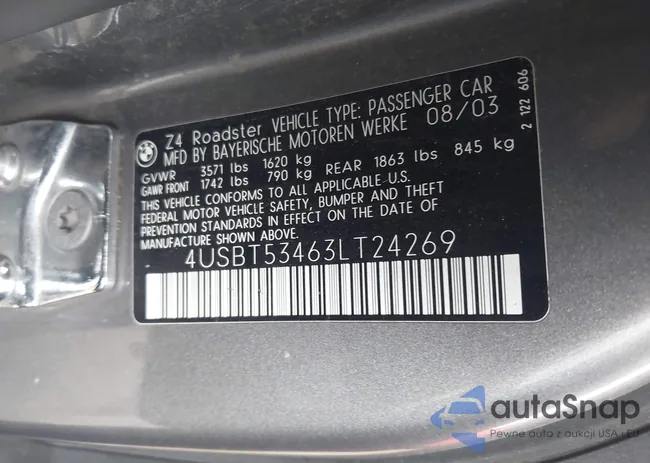 Z4 Roadster VEHICLE TYPE: PASSENGER CAR
MFD BY BAYERISCHE MOTOREN WERKE 08/03
GVWR 3571 lbs 1620 kg
GAWR FRONT 1742 lbs 790 kg REAR 1863 lbs 845 kg
THIS VEHICLE CONFORMS TO ALL APPLICABLE U.S.
FEDERAL MOTOR VEHICLE SAFETY, BUMPER AND THEFT
PREVENTION STANDARDS IN EFFECT ON THE DATE OF
MANUFACTURE SHOWN ABOVE.
4USBT53463LT24269
2 122 606
autaSnap
Pewne auta z aukcji USA i EU